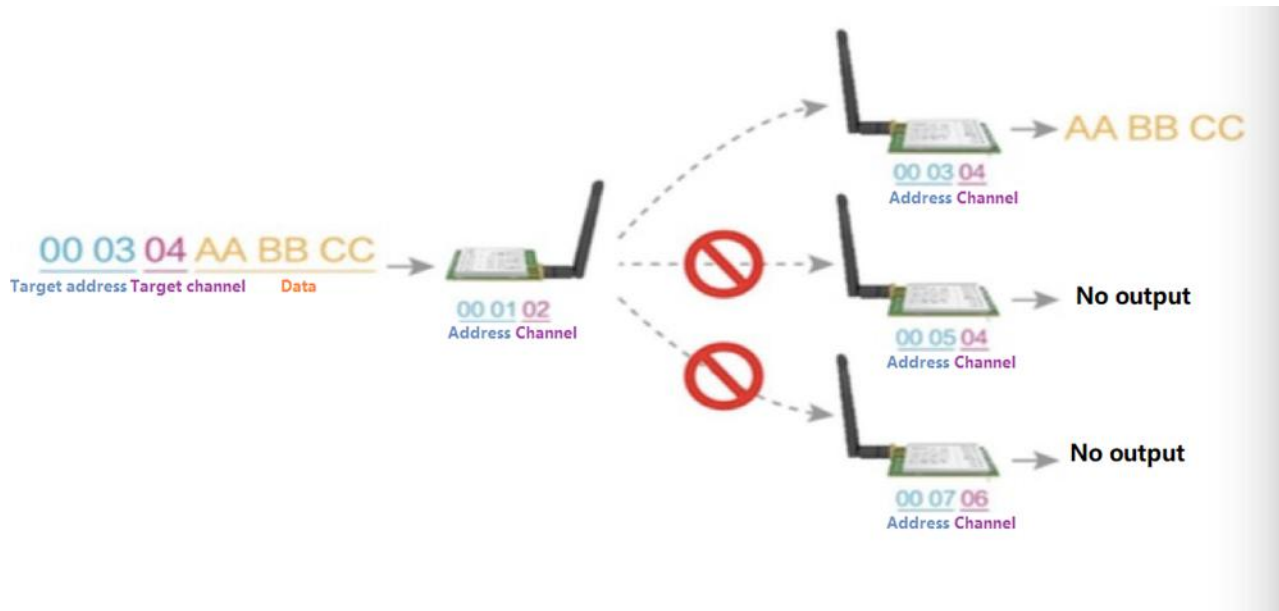 00 03 04 AA BB CC
Target address Target channel Data
00 01 02
Address Channel
AA BB CC
00 03 04
Address Channel
No output
00 05 04
Address Channel
No output
00 07 06
Address Channel